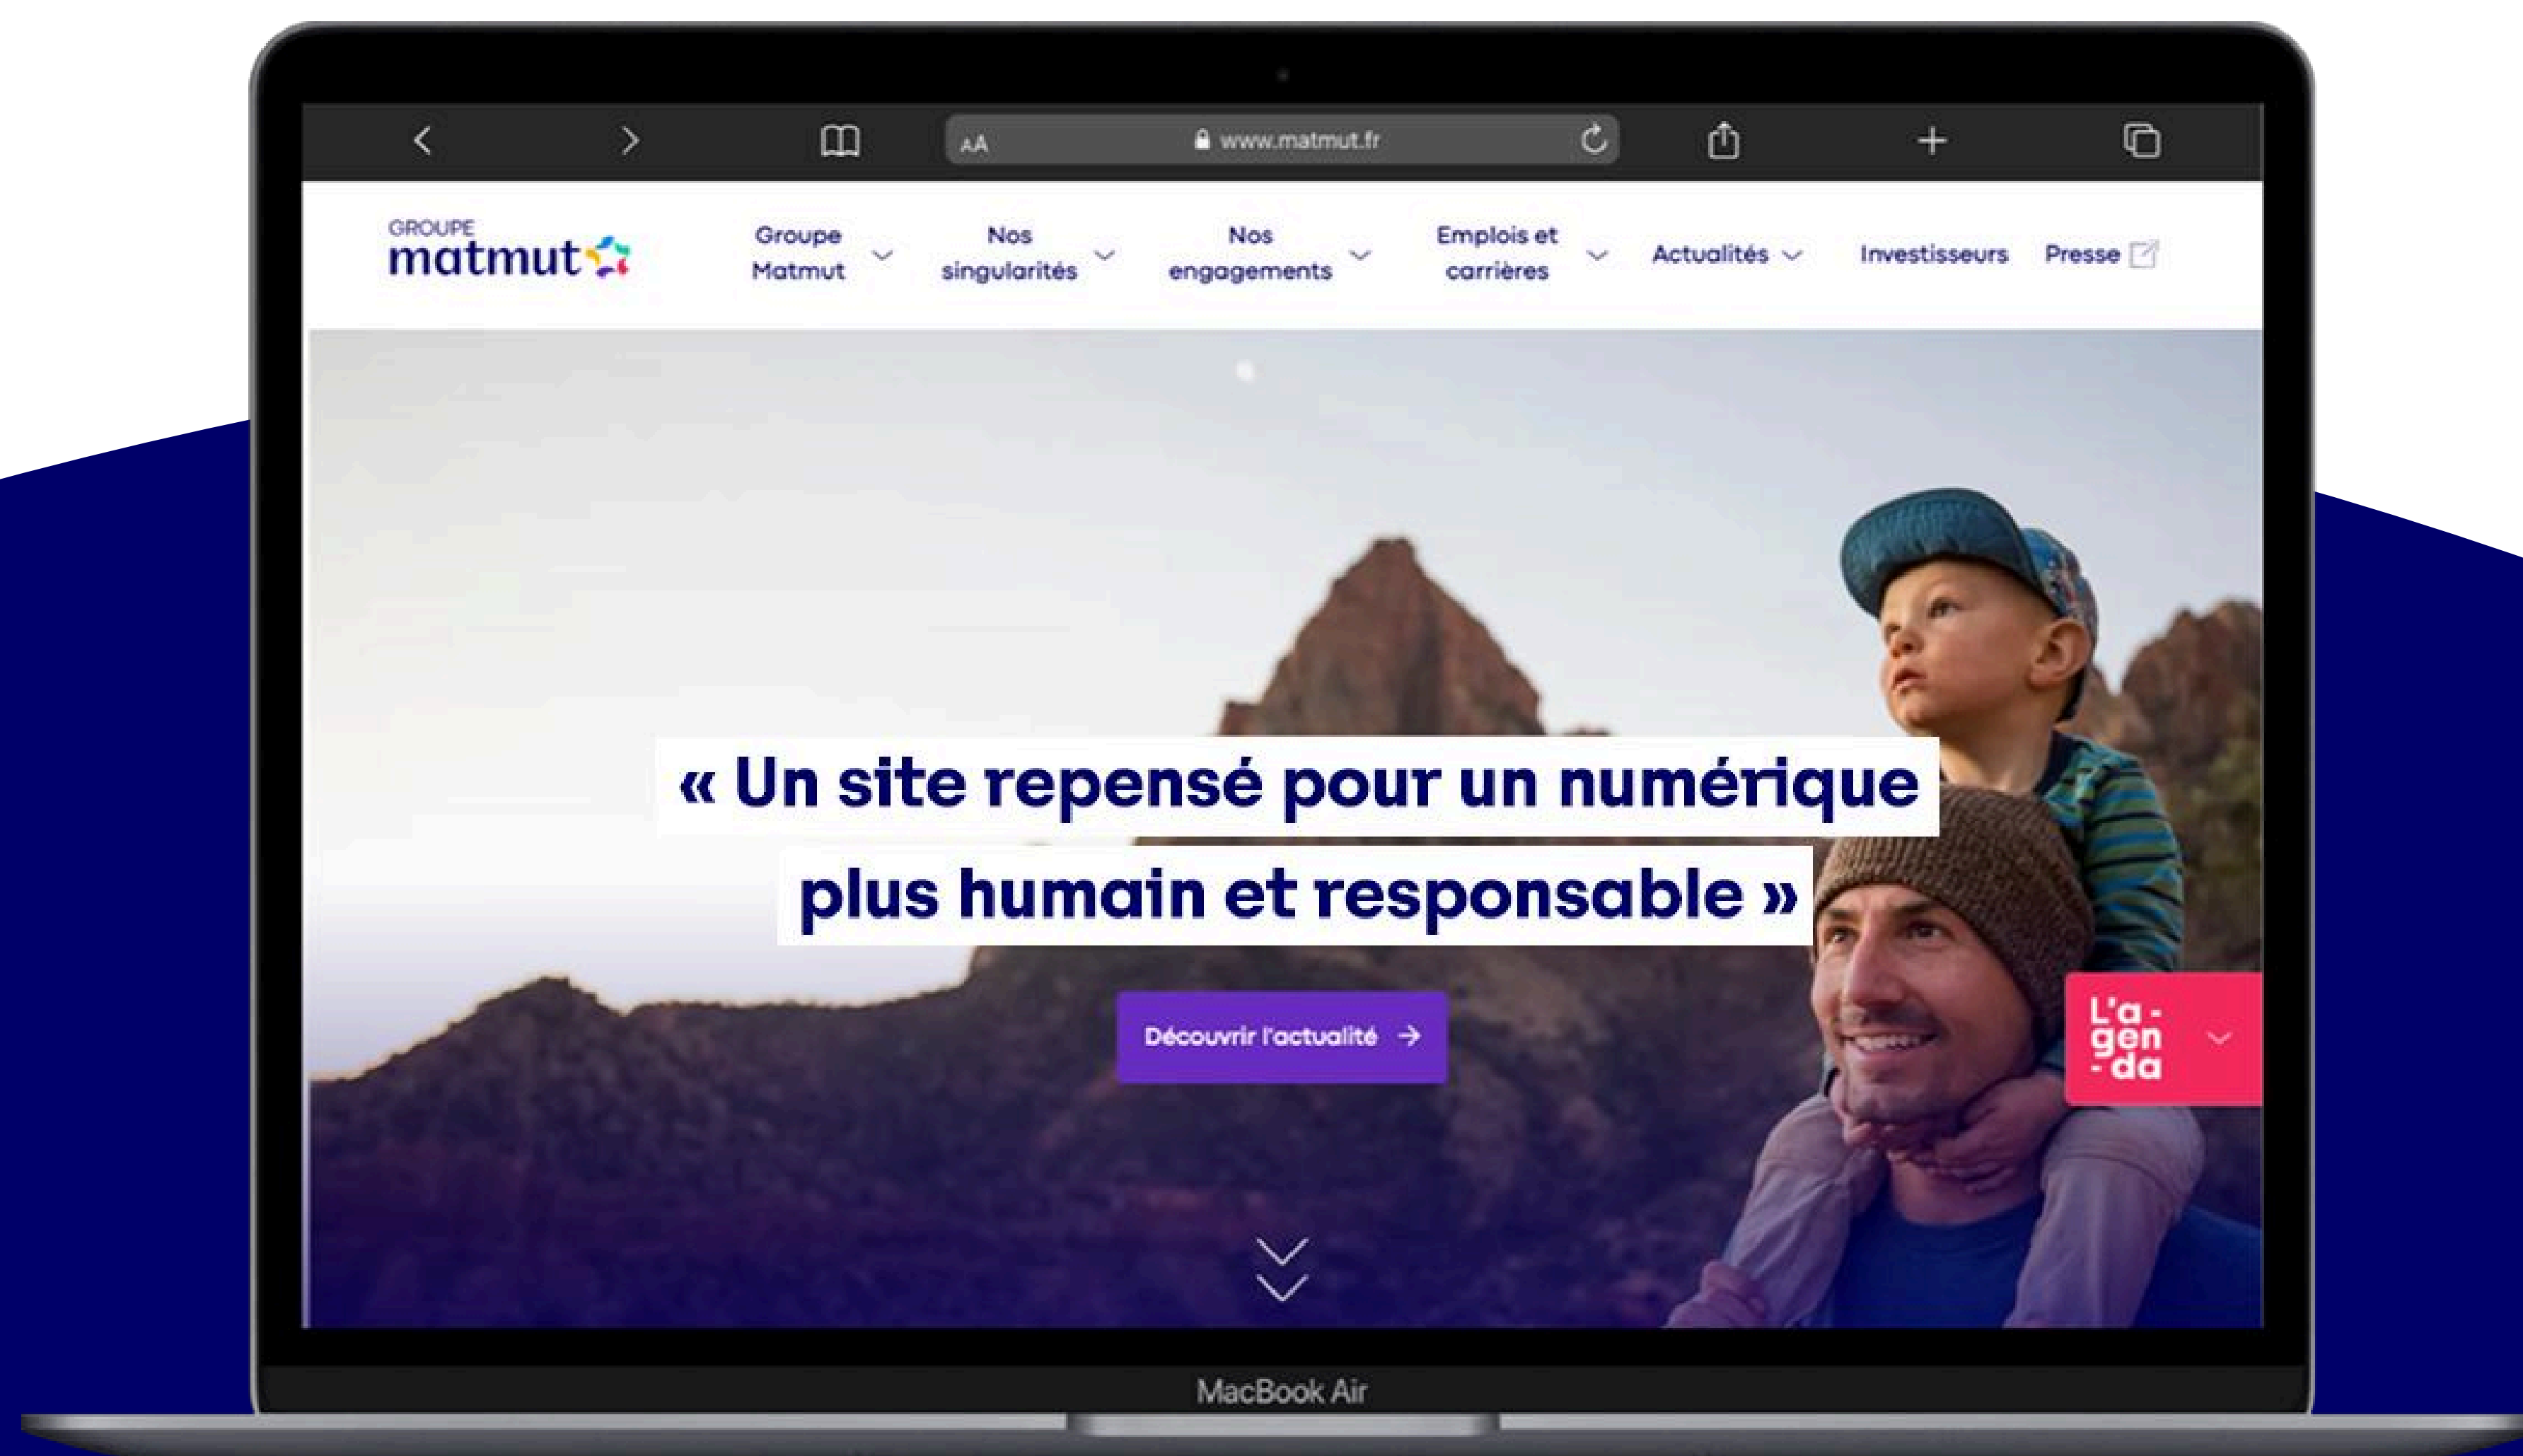 AA
www.matmut.fr
GROUPE
matmut
Groupe
Matmut
Nos
singularités
Nos
engagements
Emplois et
carrières
Actualités
Investisseurs
Presse
« Un site repensé pour un numérique
plus humain et responsable »
Découvrir l'actualité →
L'a-
gen
-da
MacBook Air